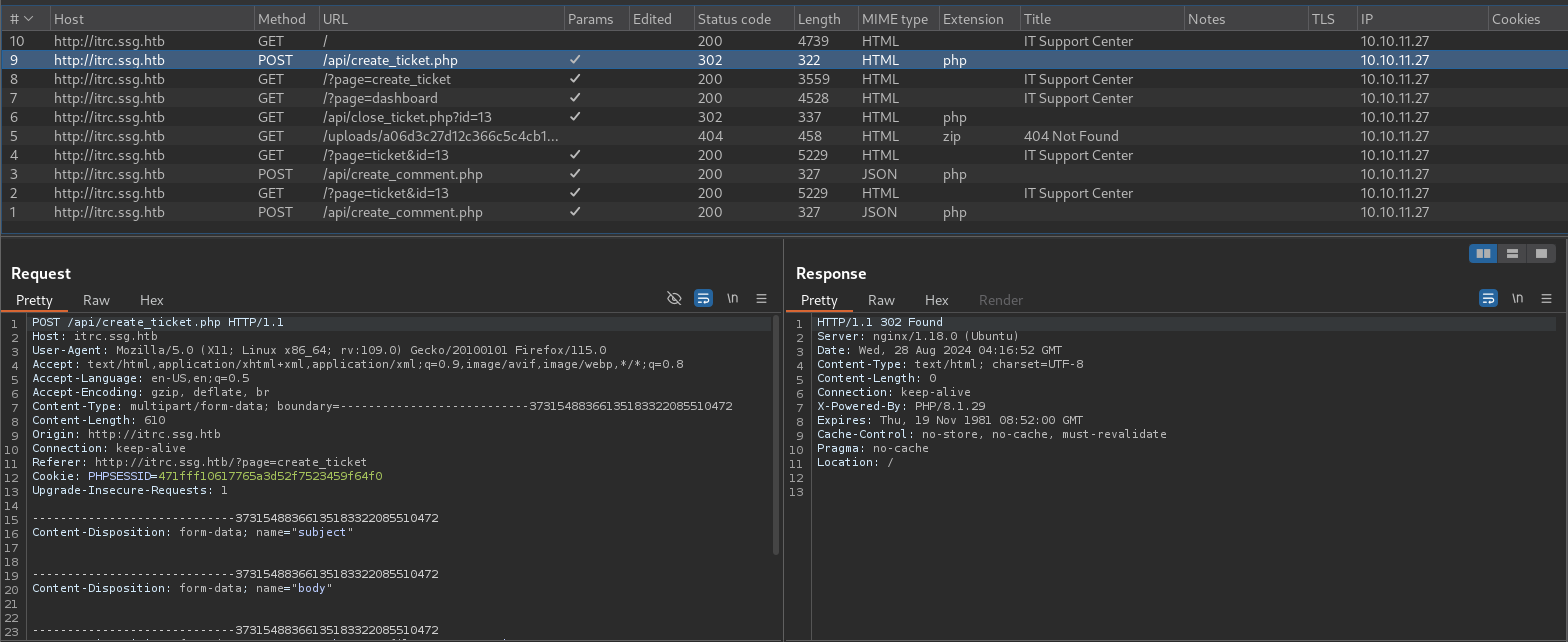 # Host Method URL Params Edited Status code Length MIME type Extension Title Notes TLS IP Cookies
10 http://itrc.ssg.htb GET / 200 4739 HTML IT Support Center 10.10.11.27
9 http://itrc.ssg.htb POST /api/create_ticket.php ✓ 302 322 HTML php 10.10.11.27
8 http://itrc.ssg.htb GET /?page=create_ticket ✓ 200 3559 HTML IT Support Center 10.10.11.27
7 http://itrc.ssg.htb GET /?page=dashboard ✓ 200 4528 HTML IT Support Center 10.10.11.27
6 http://itrc.ssg.htb GET /api/close_ticket.php?id=13 ✓ 302 337 HTML php 10.10.11.27
5 http://itrc.ssg.htb GET /uploads/a06d3c27d12c366c5c4cb1... 404 458 HTML zip 404 Not Found 10.10.11.27
4 http://itrc.ssg.htb GET /?page=ticket&id=13 ✓ 200 5229 HTML IT Support Center 10.10.11.27
3 http://itrc.ssg.htb POST /api/create_comment.php ✓ 200 327 JSON php 10.10.11.27
2 http://itrc.ssg.htb GET /?page=ticket&id=13 ✓ 200 5229 HTML IT Support Center 10.10.11.27
1 http://itrc.ssg.htb POST /api/create_comment.php ✓ 200 327 JSON php 10.10.11.27
Request
Pretty Raw Hex \n
1 POST /api/create_ticket.php HTTP/1.1
2 Host: itrc.ssg.htb
3 User-Agent: Mozilla/5.0 (X11; Linux x86_64; rv:109.0) Gecko/20100101 Firefox/115.0
4 Accept: text/html,application/xhtml+xml,application/xml;q=0.9,image/avif,image/webp,*/*;q=0.8
5 Accept-Language: en-US,en;q=0.5
6 Accept-Encoding: gzip, deflate, br
7 Content-Type: multipart/form-data; boundary=---------------------------37315488366135183322085510472
8 Content-Length: 610
9 Origin: http://itrc.ssg.htb
10 Connection: keep-alive
11 Referer: http://itrc.ssg.htb/?page=create_ticket
12 Cookie: PHPSESSID=471fff10617765a3d52f7523459f64f0
13 Upgrade-Insecure-Requests: 1
14
15 -----------------------------37315488366135183322085510472
16 Content-Disposition: form-data; name="subject"
17
18
19 -----------------------------37315488366135183322085510472
20 Content-Disposition: form-data; name="body"
21
22
23 -----------------------------37315488366135183322085510472
Response
Pretty Raw Hex Render \n
1 HTTP/1.1 302 Found
2 Server: nginx/1.18.0 (Ubuntu)
3 Date: Wed, 28 Aug 2024 04:16:52 GMT
4 Content-Type: text/html; charset=UTF-8
5 Content-Length: 0
6 Connection: keep-alive
7 X-Powered-By: PHP/8.1.29
8 Expires: Thu, 19 Nov 1981 08:52:00 GMT
9 Cache-Control: no-store, no-cache, must-revalidate
10 Pragma: no-cache
11 Location: /
12
13